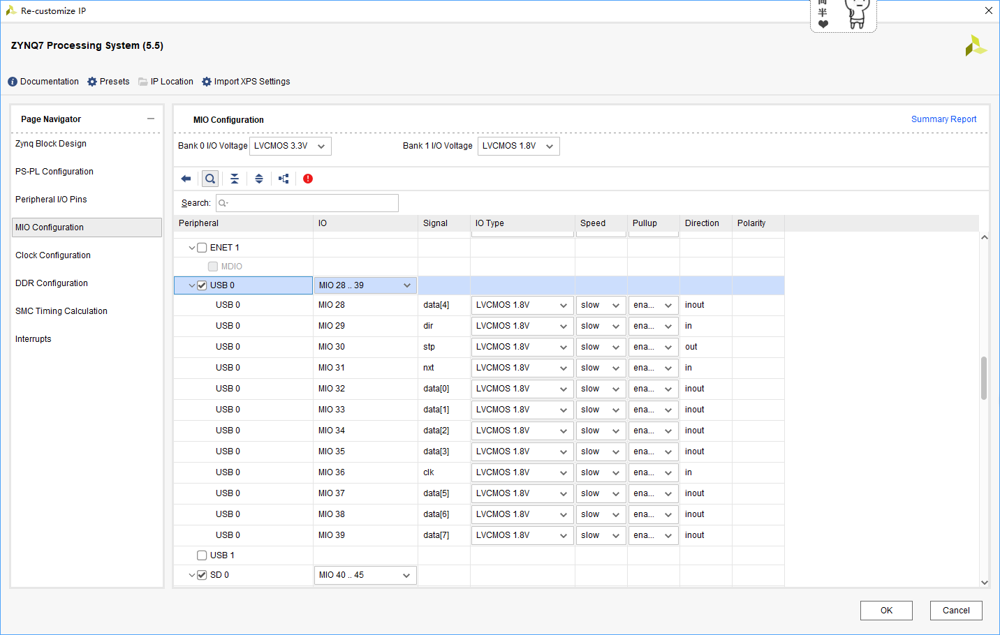 Re-customize IP
半
ZYNQ7 Processing System (5.5)
Documentation Presets IP Location Import XPS Settings
Page Navigator
Zynq Block Design
PS-PL Configuration
Peripheral I/O Pins
MIO Configuration
Clock Configuration
DDR Configuration
SMC Timing Calculation
Interrupts
MIO Configuration Summary Report
Bank 0 I/O Voltage LVCMOS 3.3V Bank 1 I/O Voltage LVCMOS 1.8V
Search:
Peripheral IO Signal IO Type Speed Pullup Direction Polarity
ENET 1
MDIO
USB 0 MIO 28 .. 39
USB 0 MIO 28 data[4] LVCMOS 1.8V slow ena... inout
USB 0 MIO 29 dir LVCMOS 1.8V slow ena... in
USB 0 MIO 30 stp LVCMOS 1.8V slow ena... out
USB 0 MIO 31 nxt LVCMOS 1.8V slow ena... in
USB 0 MIO 32 data[0] LVCMOS 1.8V slow ena... inout
USB 0 MIO 33 data[1] LVCMOS 1.8V slow ena... inout
USB 0 MIO 34 data[2] LVCMOS 1.8V slow ena... inout
USB 0 MIO 35 data[3] LVCMOS 1.8V slow ena... inout
USB 0 MIO 36 clk LVCMOS 1.8V slow ena... in
USB 0 MIO 37 data[5] LVCMOS 1.8V slow ena... inout
USB 0 MIO 38 data[6] LVCMOS 1.8V slow ena... inout
USB 0 MIO 39 data[7] LVCMOS 1.8V slow ena... inout
USB 1
SD 0 MIO 40 .. 45
OK Cancel